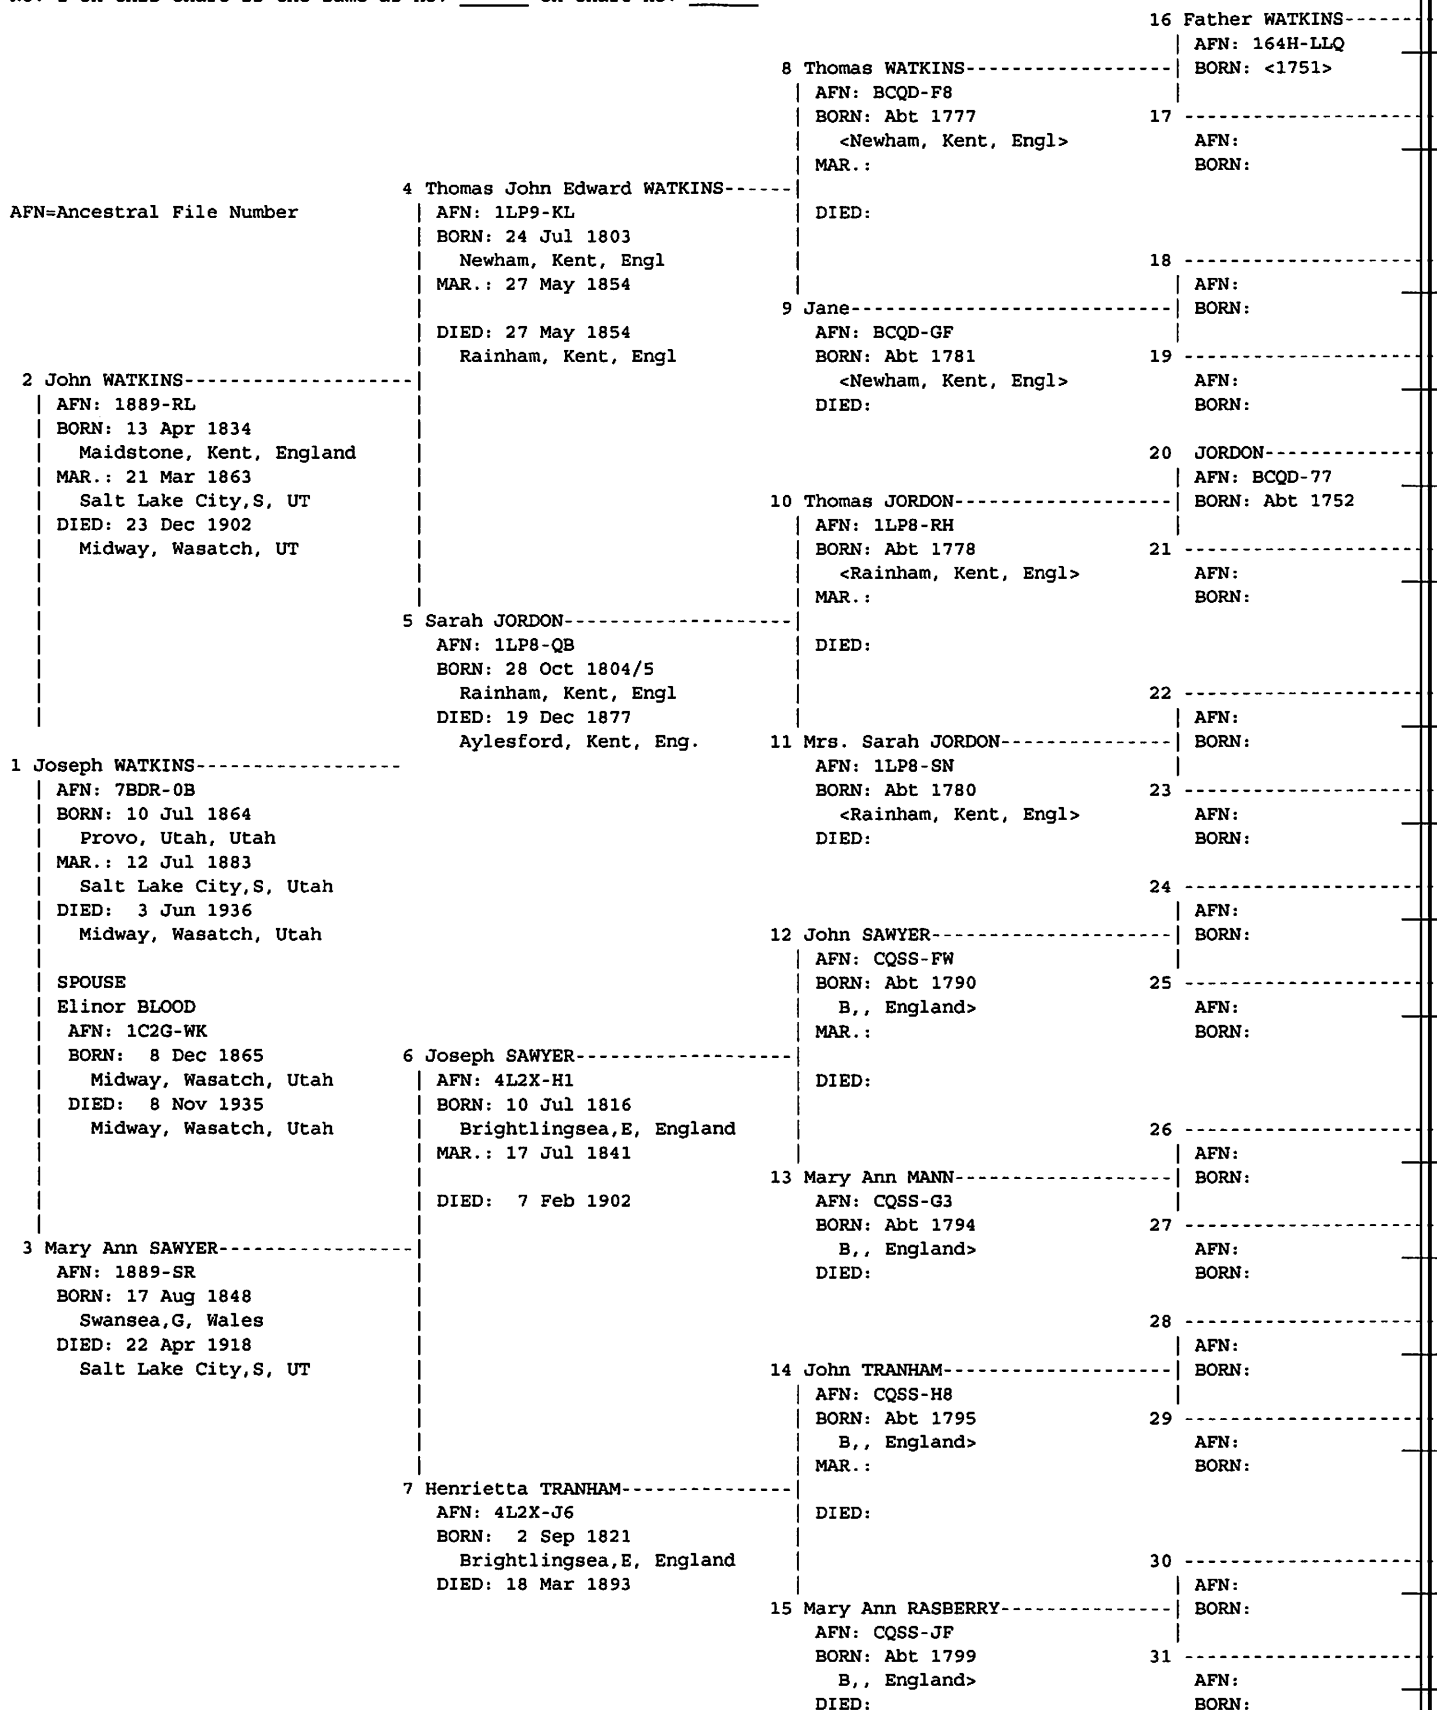 16 Father WATKINS
AFN: 164H-LLQ
BORN: <1751>
8 Thomas WATKINS
AFN: BCQD-F8
BORN: Abt 1777
<Newham, Kent, Engl>
MAR.:
DIED:
17
AFN:
BORN:
4 Thomas John Edward WATKINS
AFN: 1LP9-KL
BORN: 24 Jul 1803
Newham, Kent, Engl
MAR.: 27 May 1854
DIED: 27 May 1854
Rainham, Kent, Engl
AFN=Ancestral File Number
18
AFN:
BORN:
9 Jane
AFN: BCQD-GF
BORN: Abt 1781
<Newham, Kent, Engl>
DIED:
19
AFN:
BORN:
2 John WATKINS
AFN: 1889-RL
BORN: 13 Apr 1834
Maidstone, Kent, England
MAR.: 21 Mar 1863
Salt Lake City,S, UT
DIED: 23 Dec 1902
Midway, Wasatch, UT
20 JORDON
AFN: BCQD-77
BORN: Abt 1752
10 Thomas JORDON
AFN: 1LP8-RH
BORN: Abt 1778
<Rainham, Kent, Engl>
MAR.:
DIED:
21
AFN:
BORN:
5 Sarah JORDON
AFN: 1LP8-QB
BORN: 28 Oct 1804/5
Rainham, Kent, Engl
DIED: 19 Dec 1877
Aylesford, Kent, Eng.
22
AFN:
BORN:
11 Mrs. Sarah JORDON
AFN: 1LP8-SN
BORN: Abt 1780
<Rainham, Kent, Engl>
DIED:
23
AFN:
BORN:
1 Joseph WATKINS
AFN: 7BDR-0B
BORN: 10 Jul 1864
Provo, Utah, Utah
MAR.: 12 Jul 1883
Salt Lake City,S, Utah
DIED: 3 Jun 1936
Midway, Wasatch, Utah
SPOUSE
Elinor BLOOD
AFN: 1C2G-WK
BORN: 8 Dec 1865
Midway, Wasatch, Utah
DIED: 8 Nov 1935
Midway, Wasatch, Utah
24
AFN:
BORN:
12 John SAWYER
AFN: CQSS-FW
BORN: Abt 1790
B,, England>
MAR.:
DIED:
25
AFN:
BORN:
6 Joseph SAWYER
AFN: 4L2X-H1
BORN: 10 Jul 1816
Brightlingsea,E, England
MAR.: 17 Jul 1841
DIED: 7 Feb 1902
26
AFN:
BORN:
13 Mary Ann MANN
AFN: CQSS-G3
BORN: Abt 1794
B,, England>
DIED:
27
AFN:
BORN:
3 Mary Ann SAWYER
AFN: 1889-SR
BORN: 17 Aug 1848
Swansea,G, Wales
DIED: 22 Apr 1918
Salt Lake City,S, UT
28
AFN:
BORN:
14 John TRANHAM
AFN: CQSS-H8
BORN: Abt 1795
B,, England>
MAR.:
DIED:
29
AFN:
BORN:
7 Henrietta TRANHAM
AFN: 4L2X-J6
BORN: 2 Sep 1821
Brightlingsea,E, England
DIED: 18 Mar 1893
30
AFN:
BORN:
15 Mary Ann RASBERRY
AFN: CQSS-JF
BORN: Abt 1799
B,, England>
DIED:
31
AFN:
BORN: